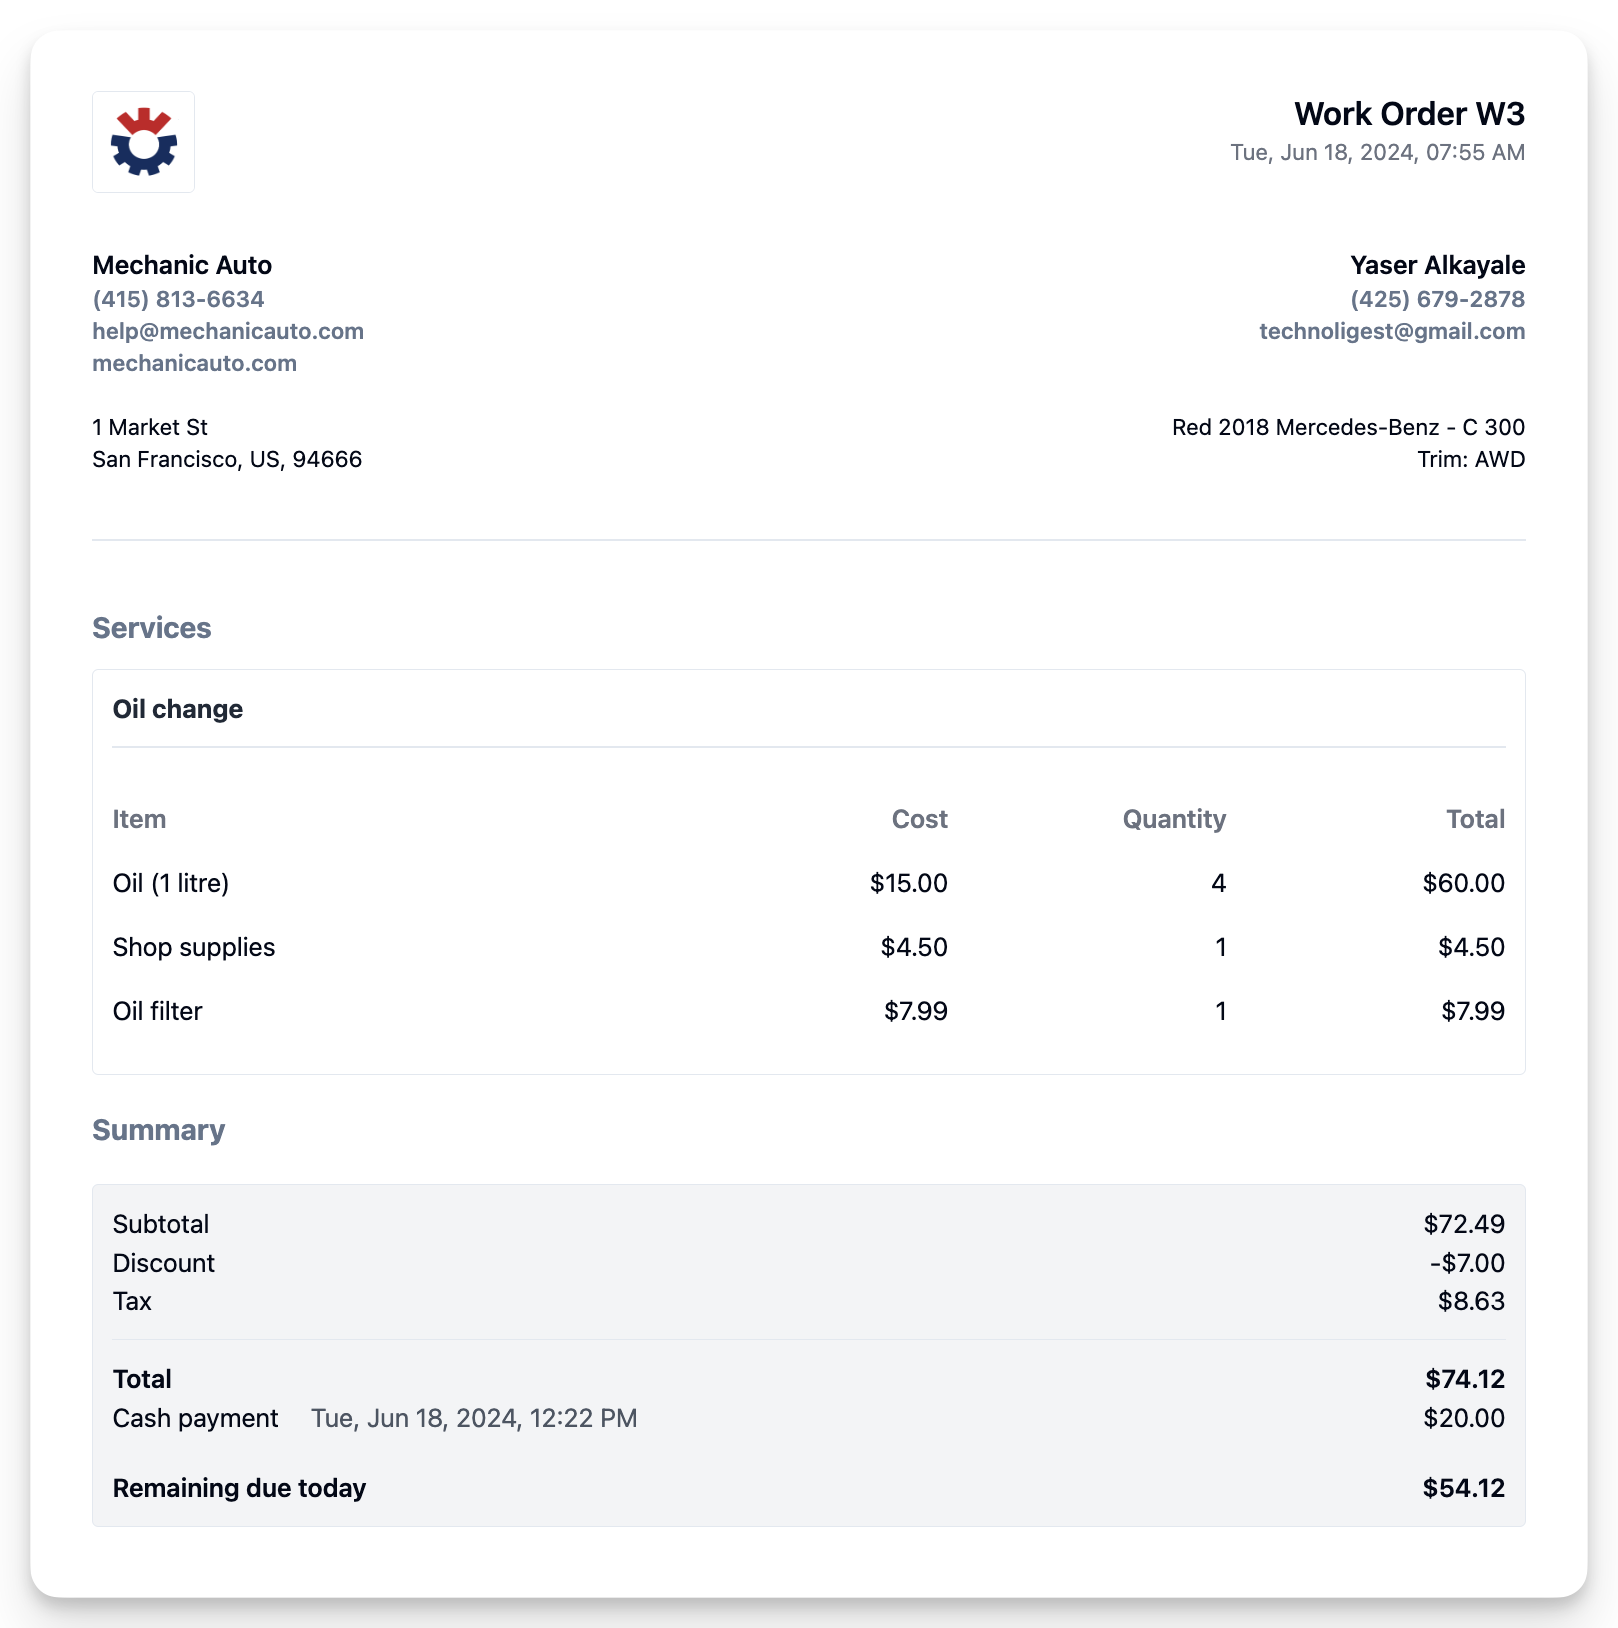 Work Order W3
Tue, Jun 18, 2024, 07:55 AM
Mechanic Auto
(415) 813-6634
help@mechanicauto.com
mechanicauto.com
1 Market St
San Francisco, US, 94666
Yaser Alkayale
(425) 679-2878
technoligest@gmail.com
Red 2018 Mercedes-Benz - C 300
Trim: AWD
Services
Oil change
Item Cost Quantity Total
Oil (1 litre) $15.00 4 $60.00
Shop supplies $4.50 1 $4.50
Oil filter $7.99 1 $7.99
Summary
Subtotal $72.49
Discount -$7.00
Tax $8.63
Total $74.12
Cash payment Tue, Jun 18, 2024, 12:22 PM $20.00
Remaining due today $54.12